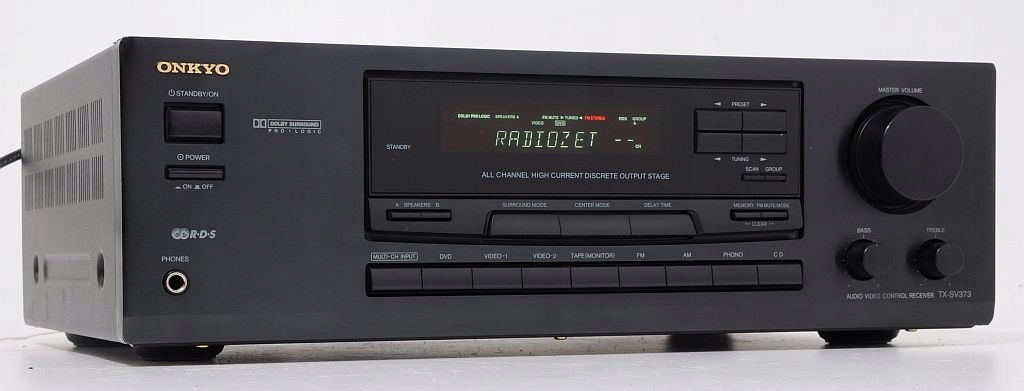 ONKYO
STANDBY/ON
DOLBY SURROUND
PRO·LOGIC
POWER
ON OFF
R·D·S
PHONES
STANDBY
DOLBY PRO LOGIC SPEAKERS A FM MUTE ▶TUNED◀ FM STEREO RDS GROUP
VIDEO DVD A
RADIOZET -- CH
ALL CHANNEL HIGH CURRENT DISCRETE OUTPUT STAGE
◄ PRESET ►
◄ TUNING ►
SCAN GROUP
A SPEAKERS B SURROUND MODE CENTER MODE DELAY TIME MEMORY FM MUTE/MODE
CLEAR
MULTI-CH INPUT DVD VIDEO-1 VIDEO-2 TAPE(MONITOR) FM AM PHONO CD
MASTER VOLUME
BASS TREBLE
AUDIO VIDEO CONTROL RECEIVER TX-SV373